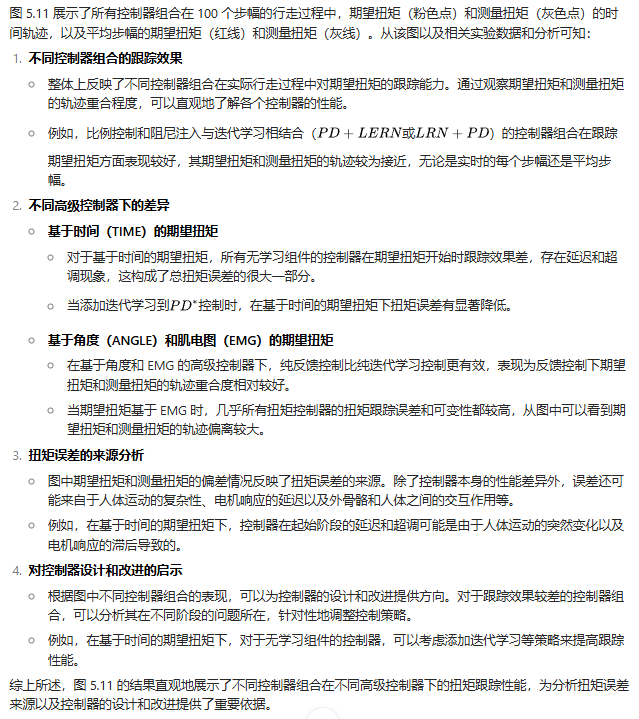 图 5.11 展示了所有控制器组合在 100 个步幅的行走过程中，期望扭矩（粉色点）和测量扭矩（灰色点）的时
间轨迹，以及平均步幅的期望扭矩（红线）和测量扭矩（灰线）。从该图以及相关实验数据和分析可知：
1. 不同控制器组合的跟踪效果
○ 整体上反映了不同控制器组合在实际行走过程中对期望扭矩的跟踪能力。通过观察期望扭矩和测量扭矩
的轨迹重合程度，可以直观地了解各个控制器的性能。
○ 例如，比例控制和阻尼注入与迭代学习相结合（PD + LERN或LRN + PD）的控制器组合在跟踪
期望扭矩方面表现较好，其期望扭矩和测量扭矩的轨迹较为接近，无论是实时的每个步幅还是平均步
幅。
2. 不同高级控制器下的差异
○ 基于时间（TIME）的期望扭矩
▪ 对于基于时间的期望扭矩，所有无学习组件的控制器在期望扭矩开始时跟踪效果差，存在延迟和超
调现象，这构成了总扭矩误差的很大一部分。
▪ 当添加迭代学习到PD*控制时，在基于时间的期望扭矩下扭矩误差有显著降低。
○ 基于角度（ANGLE）和肌电图（EMG）的期望扭矩
▪ 在基于角度和 EMG 的高级控制器下，纯反馈控制比纯迭代学习控制更有效，表现为反馈控制下期望
扭矩和测量扭矩的轨迹重合度相对较好。
▪ 当期望扭矩基于 EMG 时，几乎所有扭矩控制器的扭矩跟踪误差和可变性都较高，从图中可以看到期
望扭矩和测量扭矩的轨迹偏离较大。
3. 扭矩误差的来源分析
○ 图中期望扭矩和测量扭矩的偏差情况反映了扭矩误差的来源。除了控制器本身的性能差异外，误差还可
能来自于人体运动的复杂性、电机响应的延迟以及外骨骼和人体之间的交互作用等。
○ 例如，在基于时间的期望扭矩下，控制器在起始阶段的延迟和超调可能是由于人体运动的突然变化以及
电机响应的滞后导致的。
4. 对控制器设计和改进的启示
○ 根据图中不同控制器组合的表现，可以为控制器的设计和改进提供方向。对于跟踪效果较差的控制器组
合，可以分析其在不同阶段的问题所在，针对性地调整控制策略。
○ 例如，在基于时间的期望扭矩下，对于无学习组件的控制器，可以考虑添加迭代学习等策略来提高跟踪
性能。
综上所述，图 5.11 的结果直观地展示了不同控制器组合在不同高级控制器下的扭矩跟踪性能，为分析扭矩误差
来源以及控制器的设计和改进提供了重要依据。